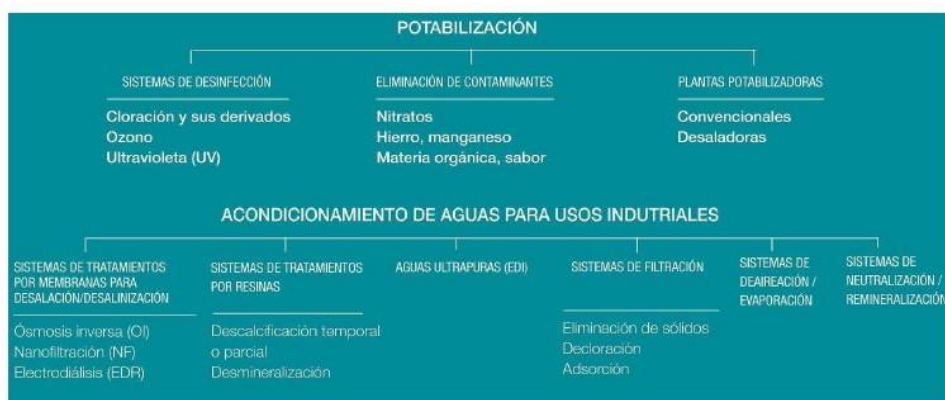 POTABILIZACIÓN
SISTEMAS DE DESINFECCIÓN
Cloración y sus derivados
Ozono
Ultravioleta (UV)
ELIMINACIÓN DE CONTAMINANTES
Nitratos
Hierro, manganeso
Materia orgánica, sabor
PLANTAS POTABILIZADORAS
Convencionales
Desaladoras
ACONDICIONAMIENTO DE AGUAS PARA USOS INDUTRIALES
SISTEMAS DE TRATAMIENTOS
POR MEMBRANAS PARA
DESALACIÓN/DESALINIZACIÓN
Ósmosis inversa (OI)
Nanofiltración (NF)
Electrodiálisis (EDR)
SISTEMAS DE TRATAMIENTOS
POR RESINAS
Descalcificación temporal
o parcial
Desmineralización
AGUAS ULTRAPURAS (EDI)
SISTEMAS DE FILTRACIÓN
Eliminación de sólidos
Decloración
Adsorción
SISTEMAS DE
DEAIREACIÓN /
EVAPORACIÓN
SISTEMAS DE
NEUTRALIZACIÓN /
REMINERALIZACIÓN